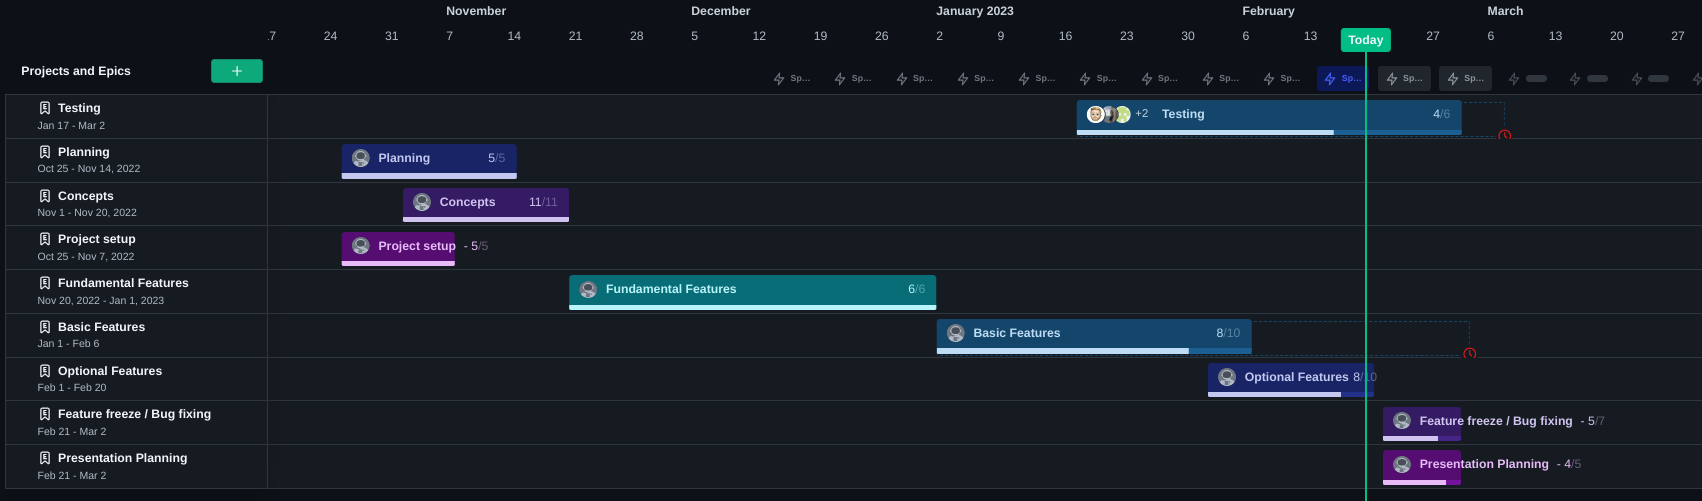 November December January 2023 February March
17 24 31 7 14 21 28 5 12 19 26 2 9 16 23 30 6 13 Today 27 6 13 20 27
Projects and Epics + Sp... Sp... Sp... Sp... Sp... Sp... Sp... Sp... Sp... Sp... Sp... Sp...
Testing
Jan 17 - Mar 2
+2 Testing 4/6
Planning
Oct 25 - Nov 14, 2022
Planning 5/5
Concepts
Nov 1 - Nov 20, 2022
Concepts 11/11
Project setup
Oct 25 - Nov 7, 2022
Project setup - 5/5
Fundamental Features
Nov 20, 2022 - Jan 1, 2023
Fundamental Features 6/6
Basic Features
Jan 1 - Feb 6
Basic Features 8/10
Optional Features
Feb 1 - Feb 20
Optional Features 8/10
Feature freeze / Bug fixing
Feb 21 - Mar 2
Feature freeze / Bug fixing - 5/7
Presentation Planning
Feb 21 - Mar 2
Presentation Planning - 4/5